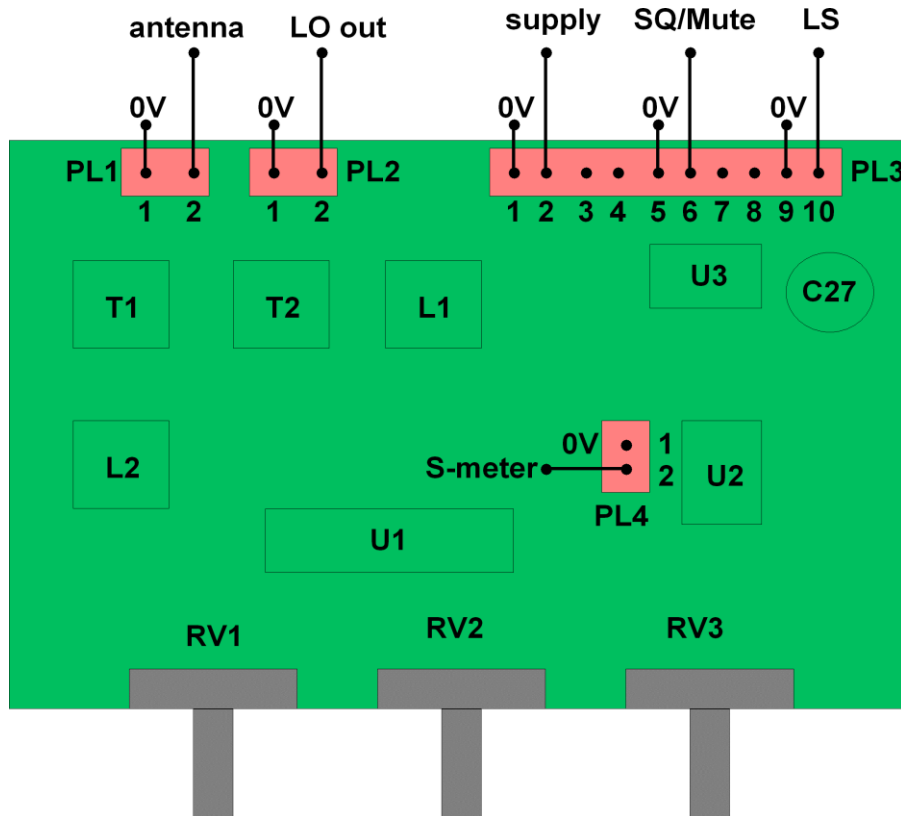 antenna LO out supply SQ/Mute LS
0V 0V 0V 0V 0V
PL1 PL2 PL3
1 2 1 2 1 2 3 4 5 6 7 8 9 10
T1 T2 L1 U3 C27
0V 1
L2 S-meter 2 U2
PL4
U1
RV1 RV2 RV3